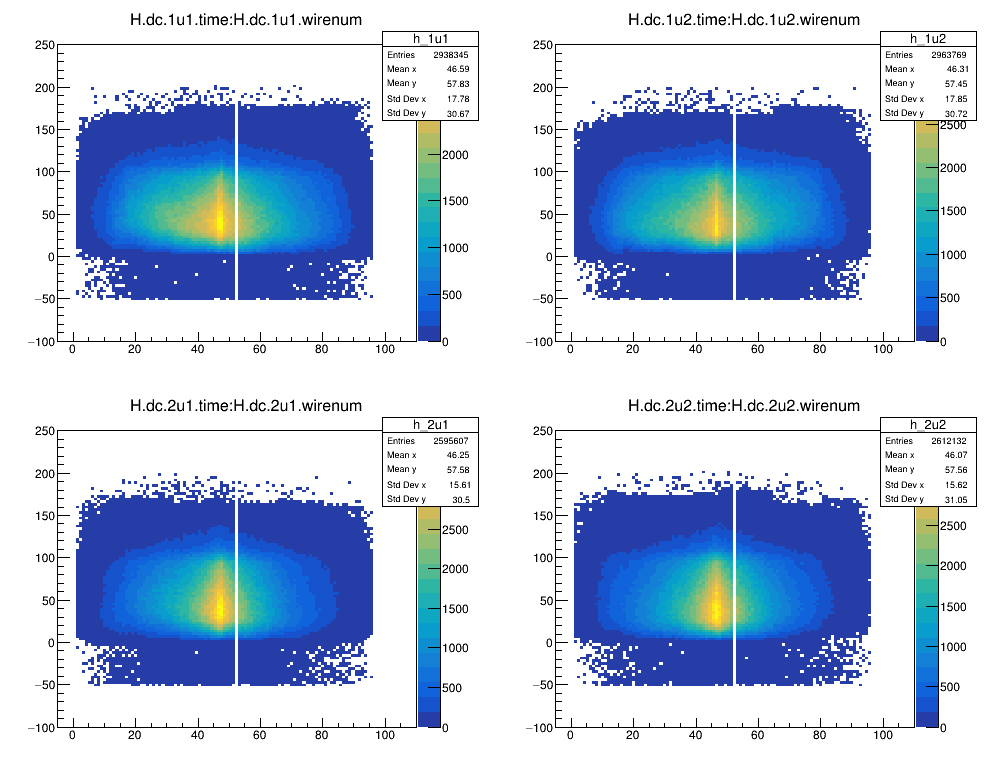 H.dc.1u1.time:H.dc.1u1.wirenum
h_1u1
Entries 2938345
Mean x 46.59
Mean y 57.83
Std Dev x 17.78
Std Dev y 30.67
250
200
150
100
50
0
−50
−100
0 20 40 60 80 100
2000
1500
1000
500
0
H.dc.1u2.time:H.dc.1u2.wirenum
h_1u2
Entries 2963769
Mean x 46.31
Mean y 57.45
Std Dev x 17.85
Std Dev y 30.72
250
200
150
100
50
0
−50
−100
0 20 40 60 80 100
2500
2000
1500
1000
500
0
H.dc.2u1.time:H.dc.2u1.wirenum
h_2u1
Entries 2595607
Mean x 46.25
Mean y 57.58
Std Dev x 15.61
Std Dev y 30.5
250
200
150
100
50
0
−50
−100
0 20 40 60 80 100
2500
2000
1500
1000
500
0
H.dc.2u2.time:H.dc.2u2.wirenum
h_2u2
Entries 2612132
Mean x 46.07
Mean y 57.56
Std Dev x 15.62
Std Dev y 31.05
250
200
150
100
50
0
−50
−100
0 20 40 60 80 100
2500
2000
1500
1000
500
0